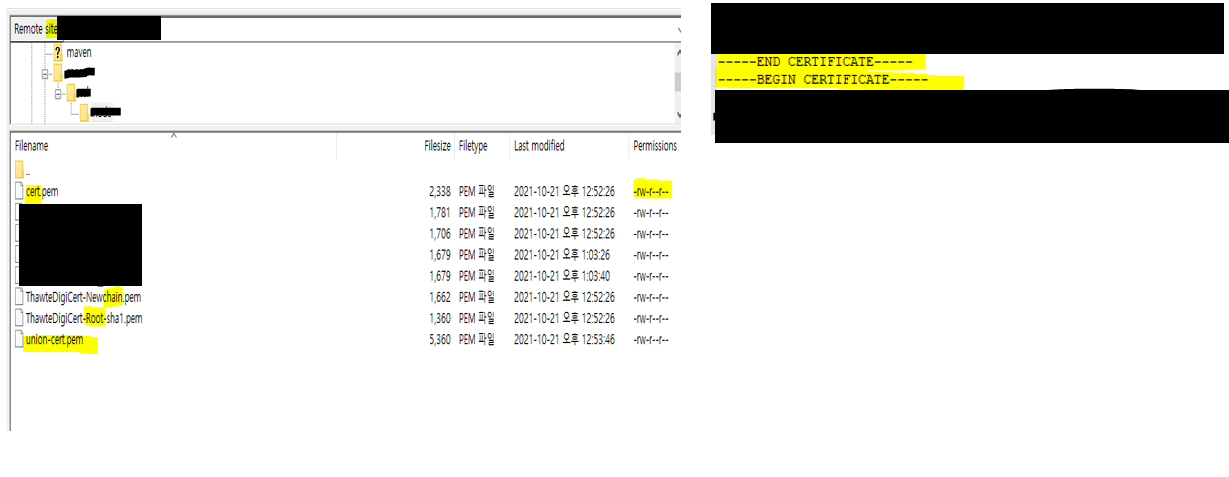 Remote site
? maven
Filename Filesize Filetype Last modified Permissions
..
cert.pem 2,338 PEM 파일 2021-10-21 오후 12:52:26 -rw-r--r--
1,781 PEM 파일 2021-10-21 오후 12:52:26 -rw-r--r--
1,706 PEM 파일 2021-10-21 오후 12:52:26 -rw-r--r--
1,679 PEM 파일 2021-10-21 오후 1:03:26 -rw-r--r--
1,679 PEM 파일 2021-10-21 오후 1:03:40 -rw-r--r--
ThawteDigiCert-Newchain.pem 1,662 PEM 파일 2021-10-21 오후 12:52:26 -rw-r--r--
ThawteDigiCert-Root-sha1.pem 1,360 PEM 파일 2021-10-21 오후 12:52:26 -rw-r--r--
union-cert.pem 5,360 PEM 파일 2021-10-21 오후 12:53:46 -rw-r--r--
-----END CERTIFICATE-----
-----BEGIN CERTIFICATE-----